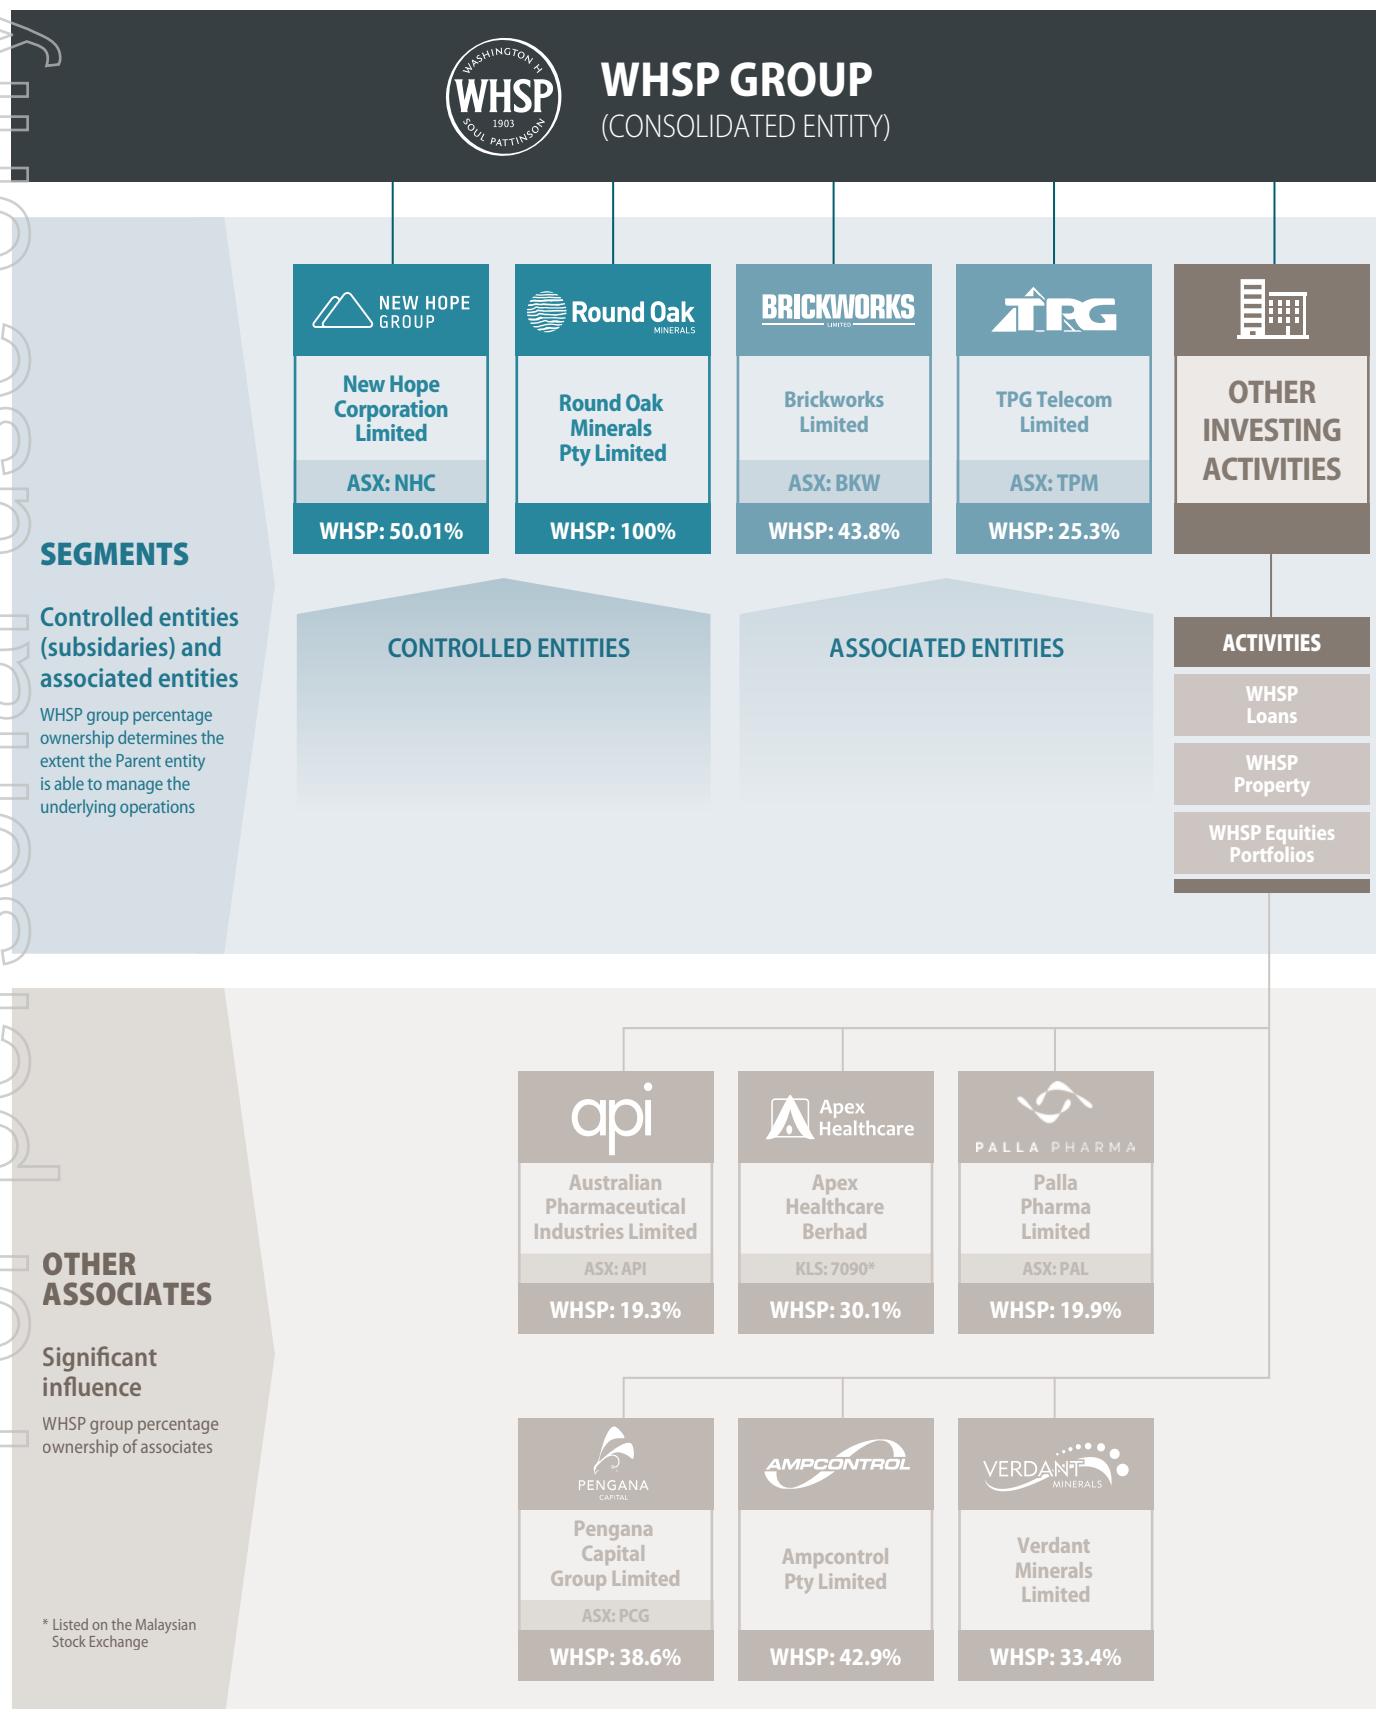 WASHINGTON H
WHSP
1903
SOUL PATTINSON
WHSP GROUP
(CONSOLIDATED ENTITY)
NEW HOPE
GROUP
New Hope
Corporation
Limited
ASX: NHC
WHSP: 50.01%
Round Oak
MINERALS
Round Oak
Minerals
Pty Limited
WHSP: 100%
BRICKWORKS
LIMITED
Brickworks
Limited
ASX: BKW
WHSP: 43.8%
TPG
TPG Telecom
Limited
ASX: TPM
WHSP: 25.3%
OTHER
INVESTING
ACTIVITIES
SEGMENTS
Controlled entities
(subsidaries) and
associated entities
WHSP group percentage
ownership determines the
extent the Parent entity
is able to manage the
underlying operations
CONTROLLED ENTITIES
ASSOCIATED ENTITIES
ACTIVITIES
WHSP
Loans
WHSP
Property
WHSP Equities
Portfolios
OTHER
ASSOCIATES
Significant
influence
WHSP group percentage
ownership of associates
* Listed on the Malaysian
Stock Exchange
api
Australian
Pharmaceutical
Industries Limited
ASX: API
WHSP: 19.3%
Apex
Healthcare
Apex
Healthcare
Berhad
KLS: 7090*
WHSP: 30.1%
PALLA PHARMA
Palla
Pharma
Limited
ASX: PAL
WHSP: 19.9%
PENGANA
CAPITAL
Pengana
Capital
Group Limited
ASX: PCG
WHSP: 38.6%
AMPCONTROL
Ampcontrol
Pty Limited
WHSP: 42.9%
VERDANT
MINERALS
Verdant
Minerals
Limited
WHSP: 33.4%
For personal use only